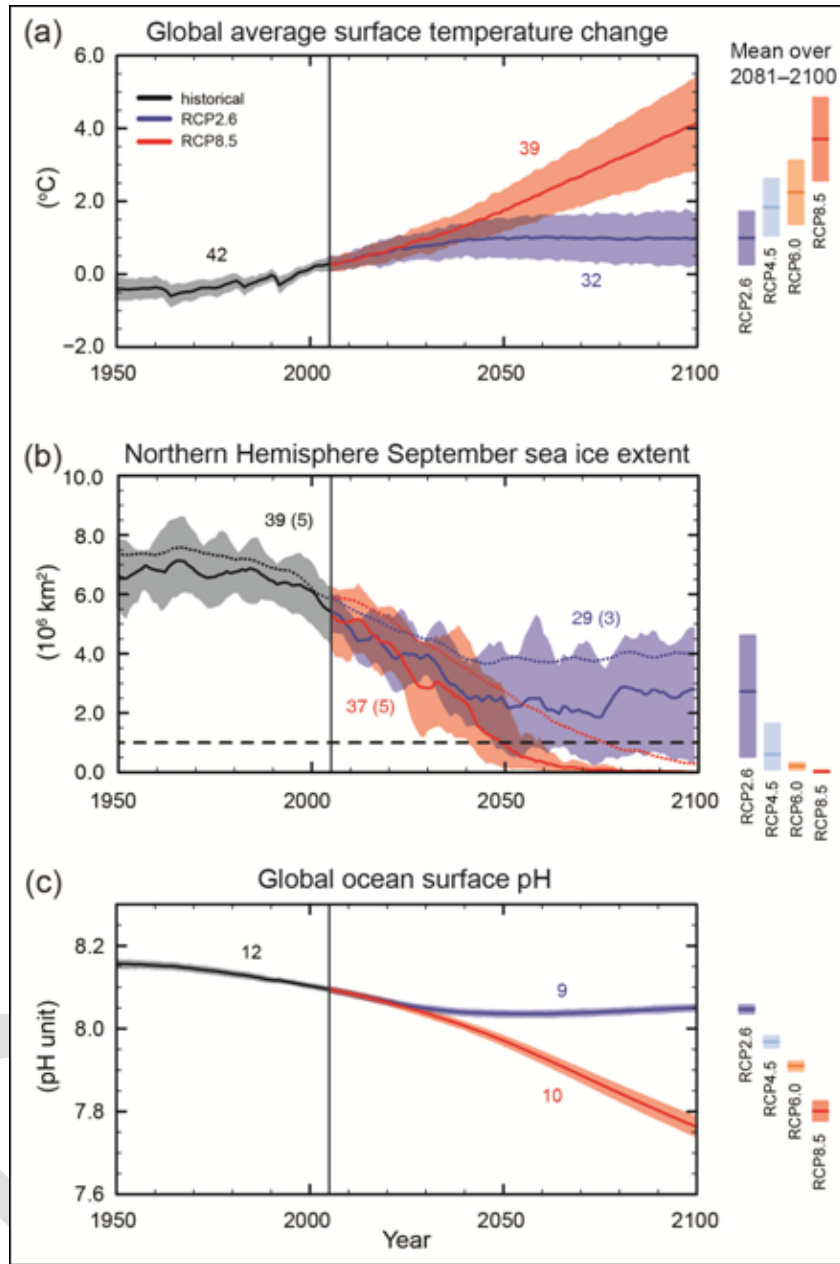 (a) Global average surface temperature change
6.0
4.0
2.0
0.0
−2.0
(°C)
historical
RCP2.6
RCP8.5
42
39
32
1950 2000 2050 2100
Mean over
2081–2100
RCP2.6
RCP4.5
RCP6.0
RCP8.5
(b) Northern Hemisphere September sea ice extent
10.0
8.0
6.0
4.0
2.0
0.0
(10⁶ km²)
39 (5)
29 (3)
37 (5)
1950 2000 2050 2100
RCP2.6
RCP4.5
RCP6.0
RCP8.5
(c) Global ocean surface pH
8.2
8.0
7.8
7.6
(pH unit)
12
9
10
1950 2000 2050 2100
Year
RCP2.6
RCP4.5
RCP6.0
RCP8.5